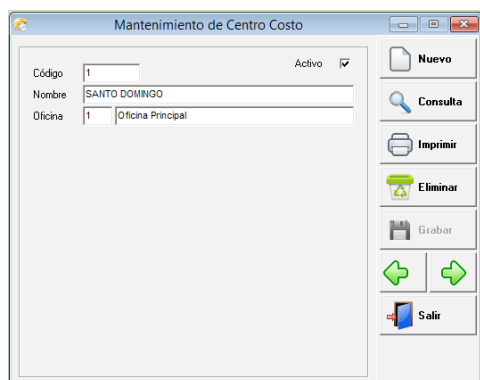 Mantenimiento de Centro Costo
Código 1 Activo
Nombre SANTO DOMINGO
Oficina 1 Oficina Principal
Nuevo
Consulta
Imprimir
Eliminar
Grabar
Salir